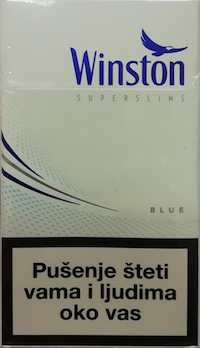 Winston
SUPERSLIMS
BLUE
Pušenje šteti
vama i ljudima
oko vas